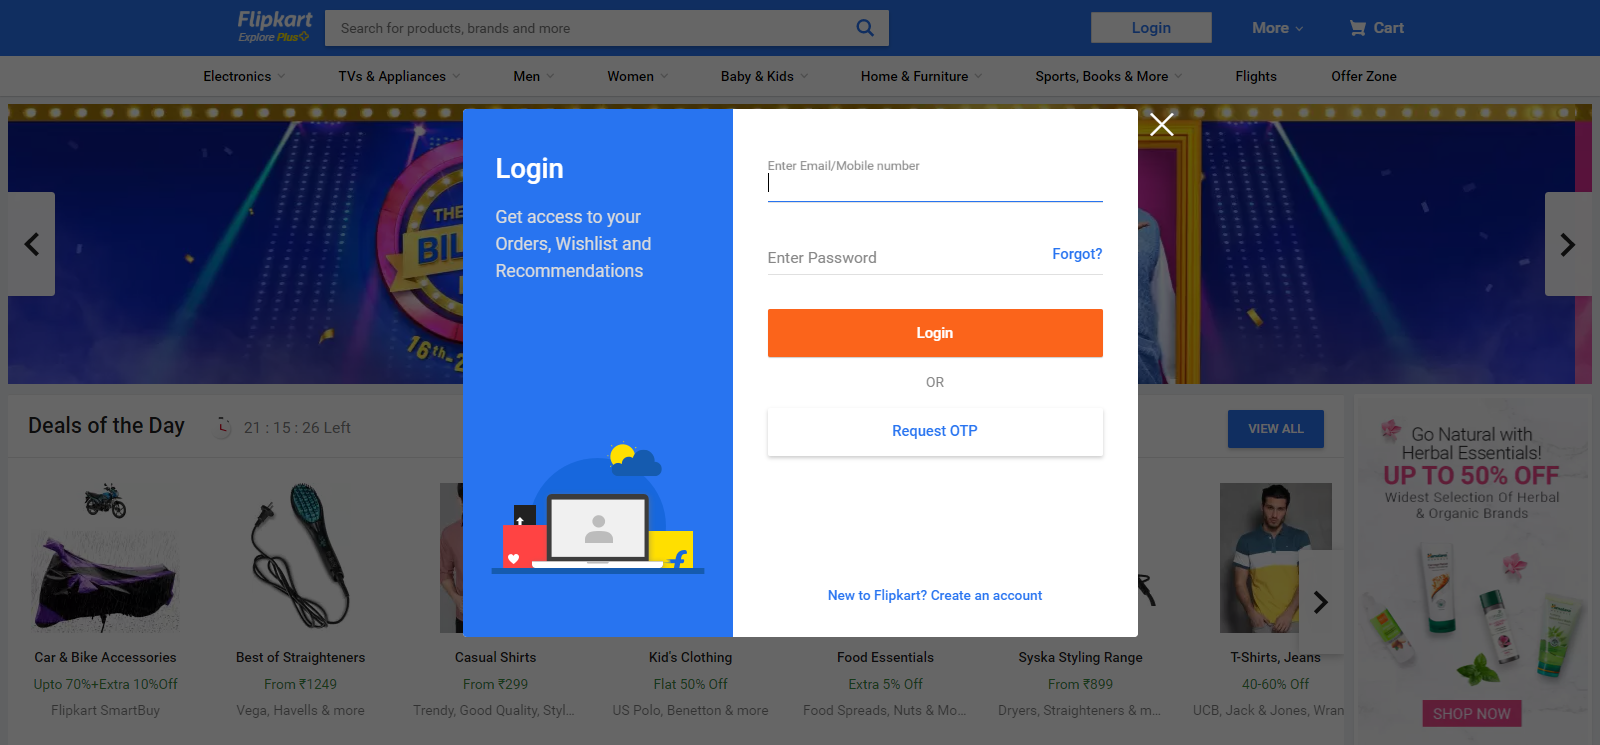 Flipkart
Explore Plus
Search for products, brands and more
Login
More
Cart
Electronics
TVs & Appliances
Men
Women
Baby & Kids
Home & Furniture
Sports, Books & More
Flights
Offer Zone
THE
BIL
16th-2
Login
Get access to your
Orders, Wishlist and
Recommendations
Enter Email/Mobile number
Enter Password
Forgot?
Login
OR
Request OTP
New to Flipkart? Create an account
Deals of the Day
21 : 15 : 26 Left
VIEW ALL
Car & Bike Accessories
Upto 70%+Extra 10%Off
Flipkart SmartBuy
Best of Straighteners
From ₹1249
Vega, Havells & more
Casual Shirts
From ₹299
Trendy, Good Quality, Styl...
Kid's Clothing
Flat 50% Off
US Polo, Benetton & more
Food Essentials
Extra 5% Off
Food Spreads, Nuts & Mo...
Syska Styling Range
From ₹899
Dryers, Straighteners & m...
T-Shirts, Jeans
40-60% Off
UCB, Jack & Jones, Wran
Go Natural with
Herbal Essentials!
UP TO 50% OFF
Widest Selection Of Herbal
& Organic Brands
SHOP NOW